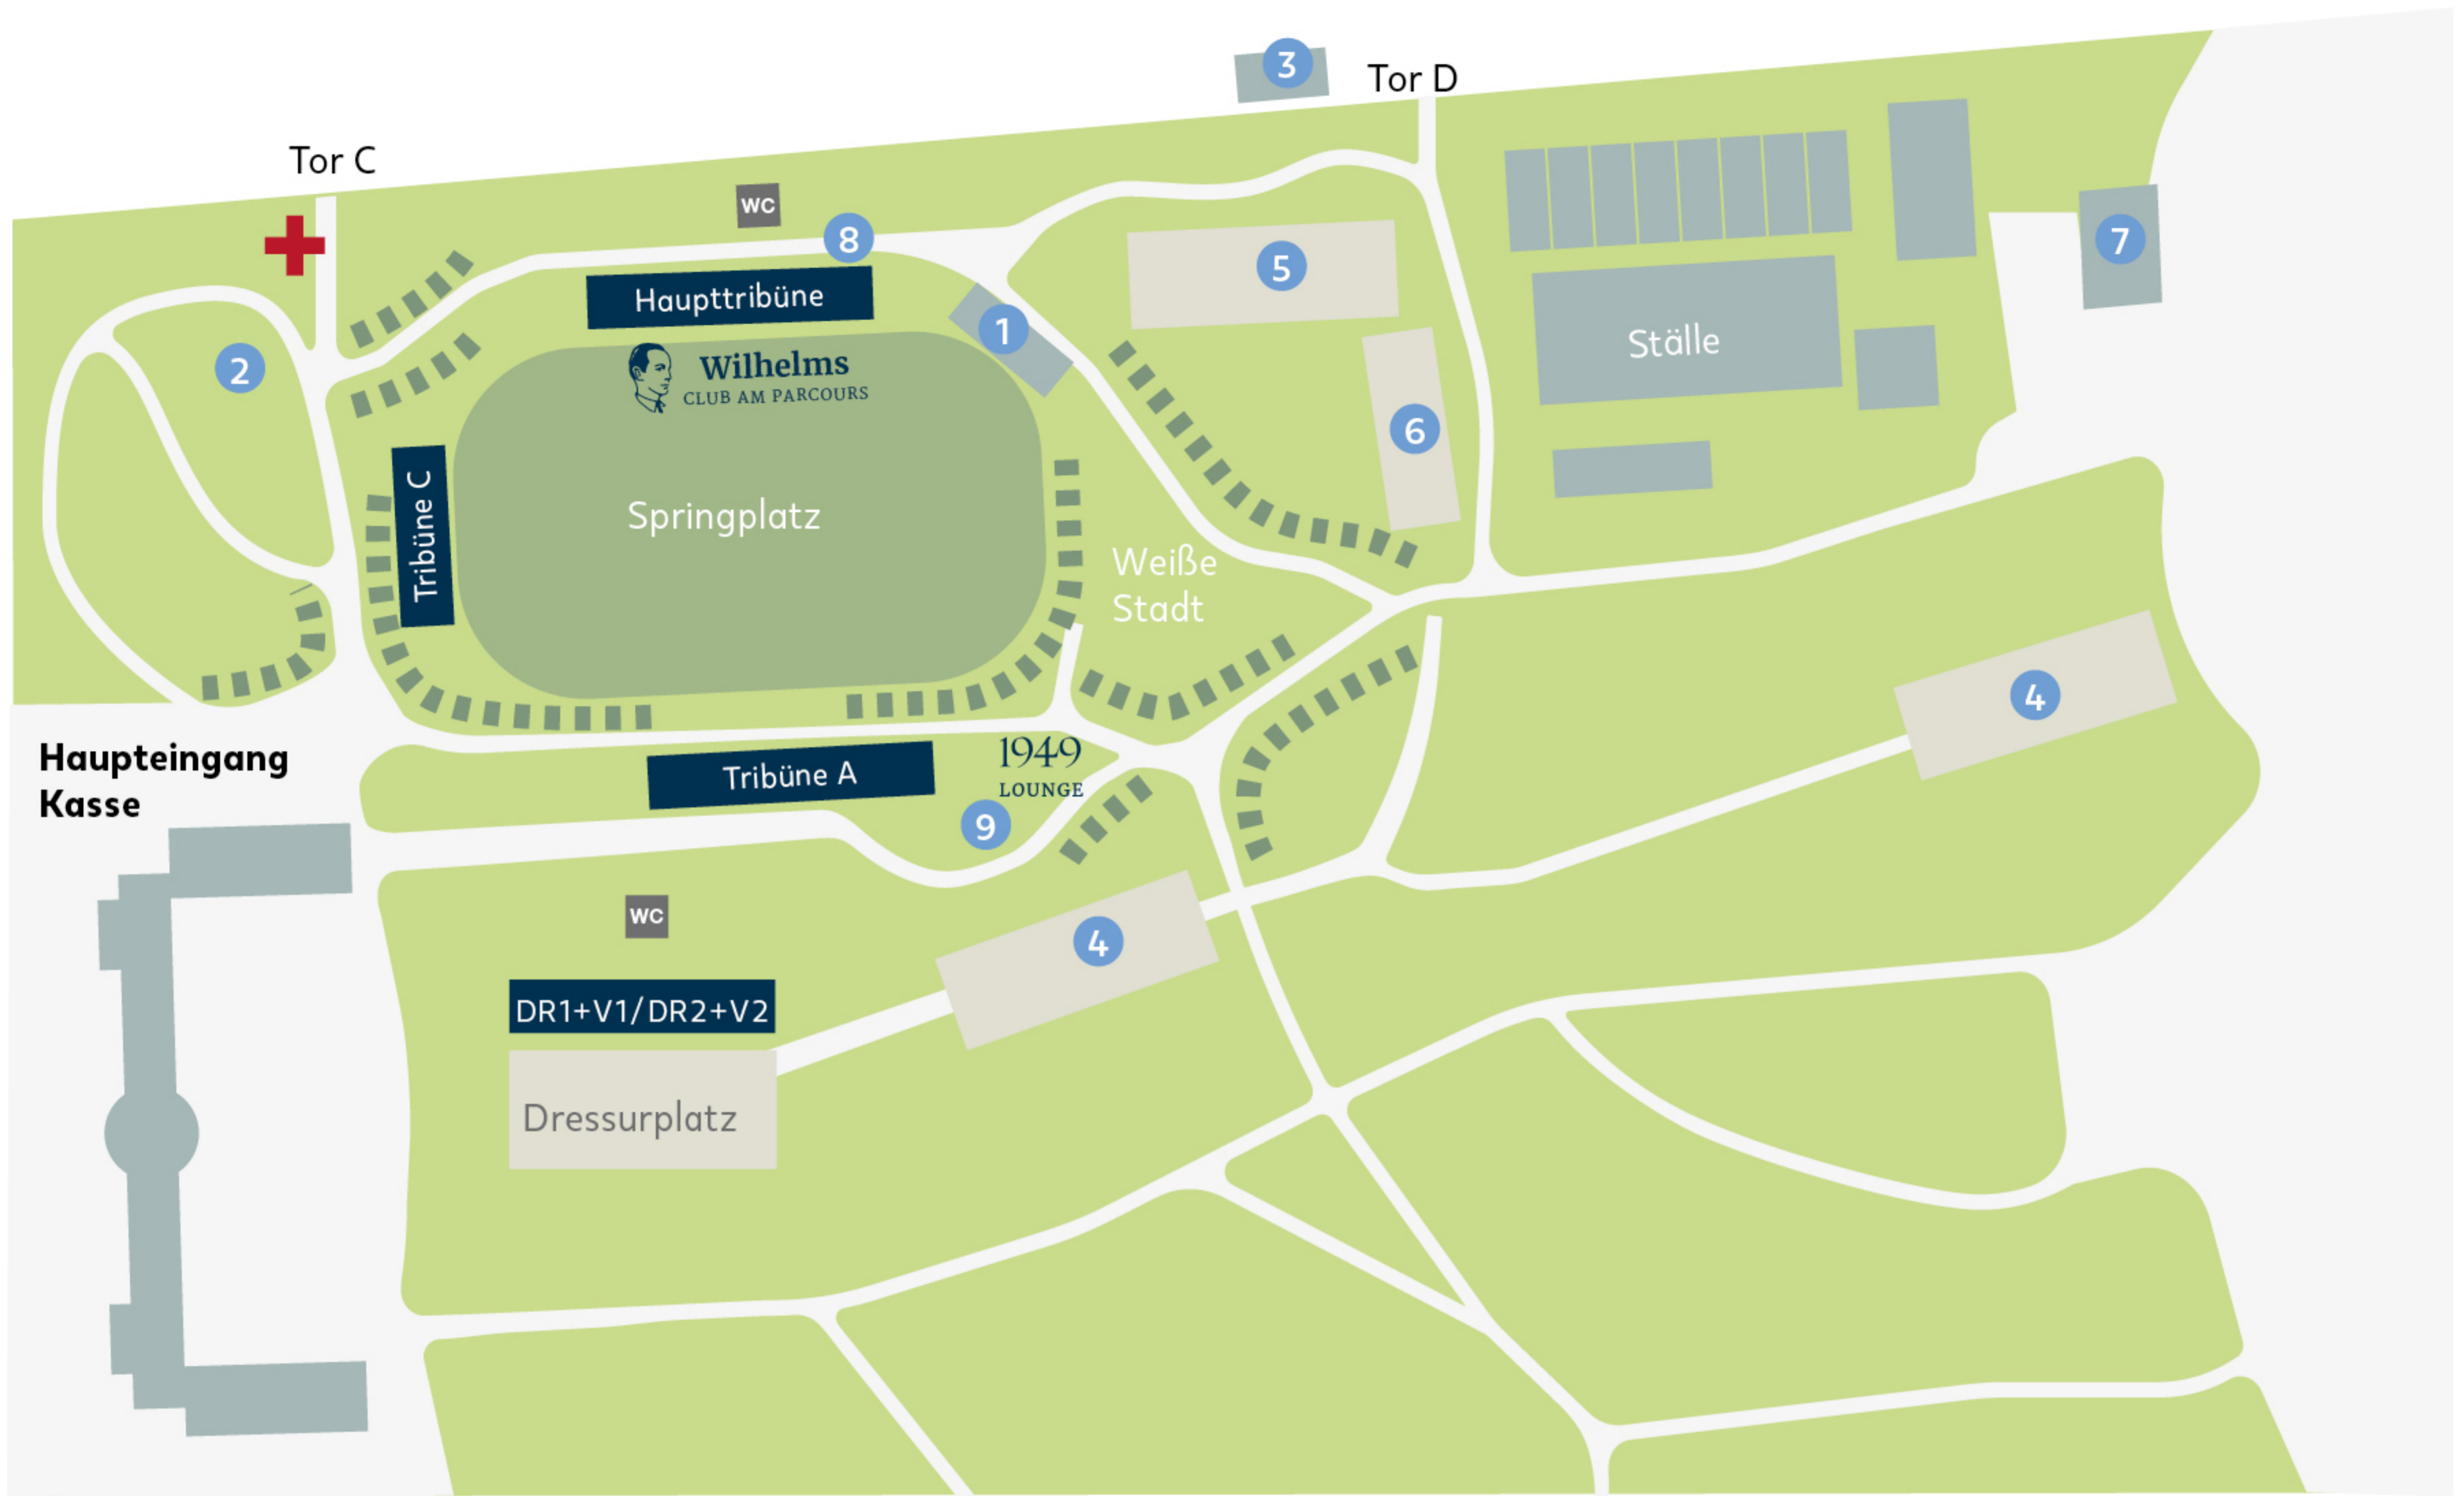 3
Tor D
Tor C
WC
8
7
5
Haupttribüne
1
Ställe
2
Wilhelms
CLUB AM PARCOURS
6
Tribüne C
Springplatz
Weiße
Stadt
4
Haupteingang
Kasse
1949
LOUNGE
Tribüne A
9
WC
4
DR1+V1/DR2+V2
Dressurplatz